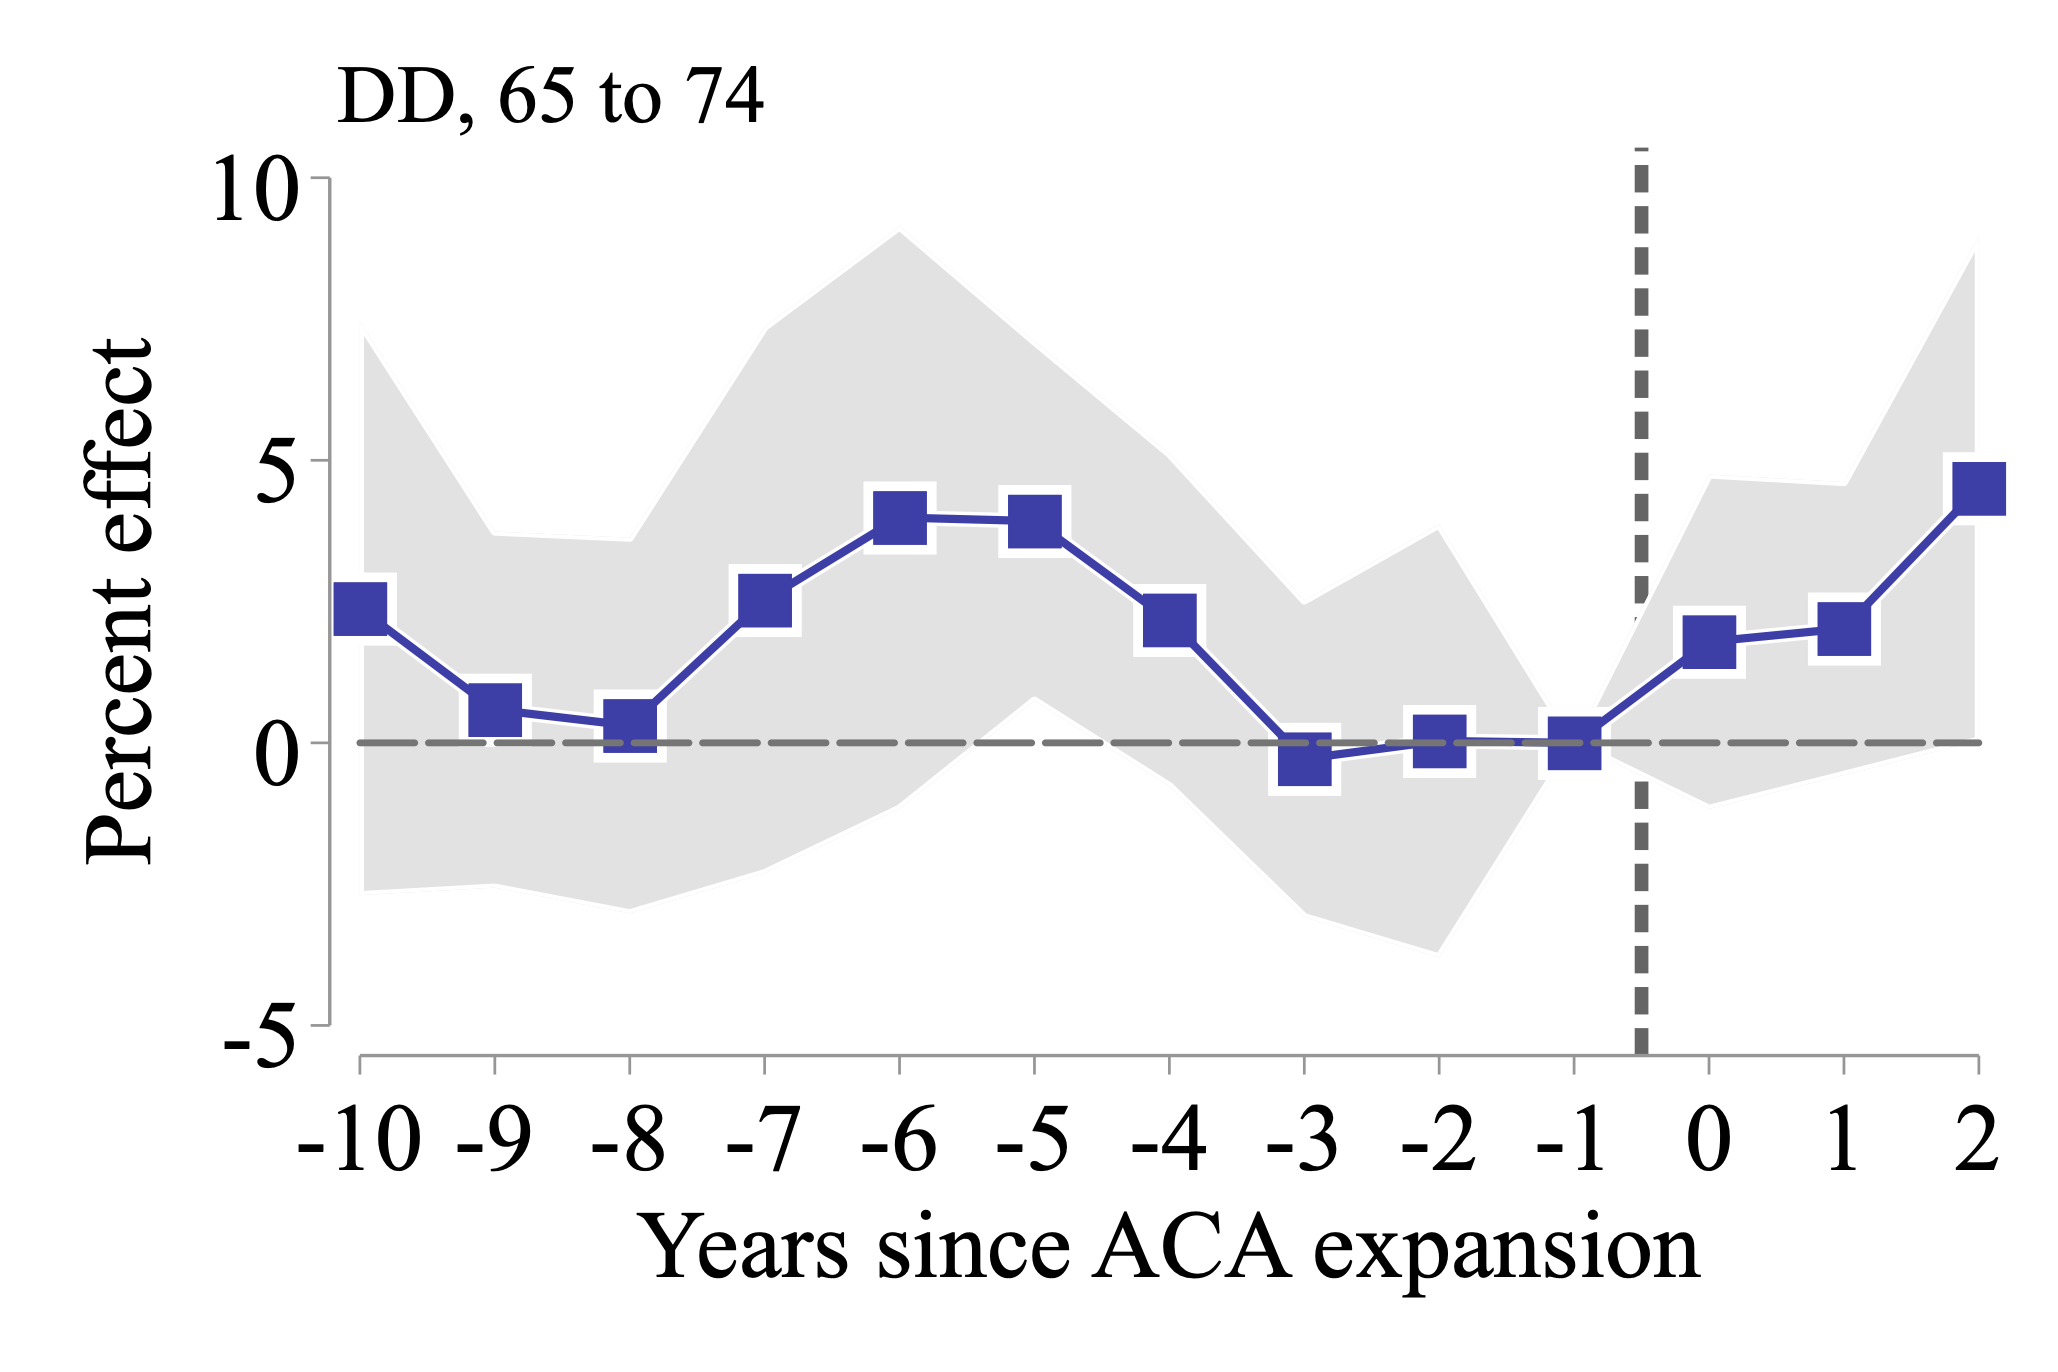 DD, 65 to 74
10
5
0
-5
Percent effect
-10 -9 -8 -7 -6 -5 -4 -3 -2 -1 0 1 2
Years since ACA expansion